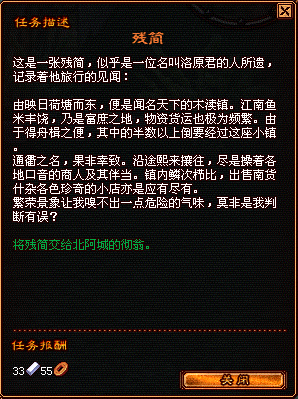 任务描述
残简
这是一张残简，似乎是一位名叫洛原君的人所遗，
记录着他旅行的见闻：
由映日荷塘而东，便是闻名天下的木渎镇。江南鱼
米丰饶，乃是富庶之地，物资货运也极为频繁。由
于得舟楫之便，其中的半数以上倒要经过这座小镇
。
通衢之名，果非幸致。沿途熙来攘往，尽是操着各
地口音的商人及其伴当。镇内鳞次栉比，出售南货
什杂各色珍奇的小店亦是应有尽有。
繁荣景象让我嗅不出一点危险的气味，莫非是我判
断有误？
将残简交给北阿城的彻翁。
任务报酬
33 55
关闭